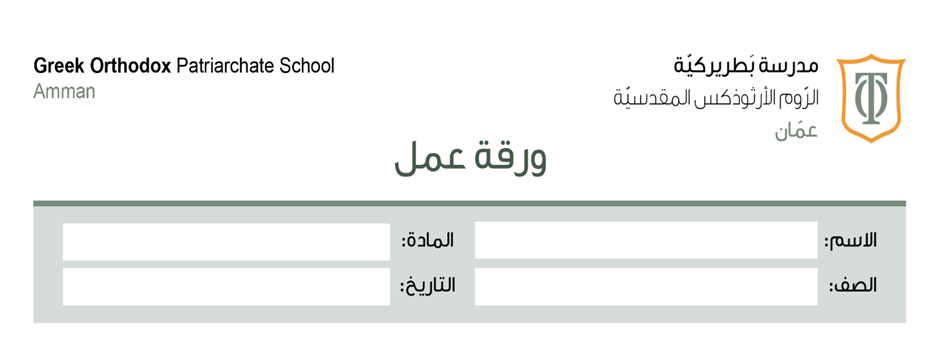 Greek Orthodox Patriarchate School
Amman
مدرسة بَطريركيّة
الرّوم الأرثوذكس المقدسيّة
عمّان
ورقة عمل
الاسم:
المادة:
الصف:
التاريخ: